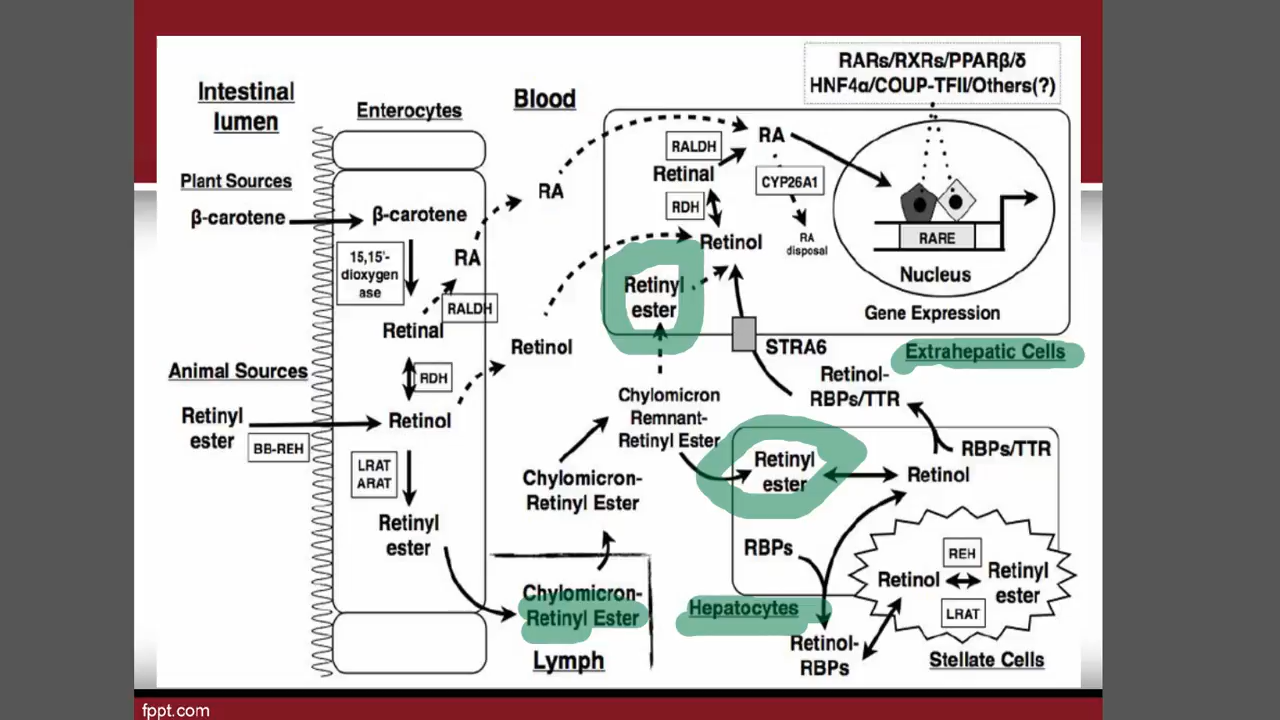 RARs/RXRs/PPARβ/δ
HNF4α/COUP-TFII/Others(?)
Intestinal
lumen
Enterocytes
Blood
Plant Sources
β-carotene
β-carotene
15,15'-
dioxygen
ase
RA
RALDH
Retinal
RDH
Animal Sources
Retinyl
ester
BB-REH
Retinol
LRAT
ARAT
Retinyl
ester
RA
Retinol
RALDH
RA
Retinal
CYP26A1
RDH
RA
disposal
Retinol
Retinyl
ester
RARE
Nucleus
Gene Expression
STRA6
Extrahepatic Cells
Retinol-
RBPs/TTR
Chylomicron
Remnant-
Retinyl Ester
Chylomicron-
Retinyl Ester
Chylomicron-
Retinyl Ester
Lymph
Retinyl
ester
RBPs/TTR
Retinol
RBPs
Hepatocytes
Retinol-
RBPs
REH
Retinol
Retinyl
ester
LRAT
Stellate Cells
fppt.com